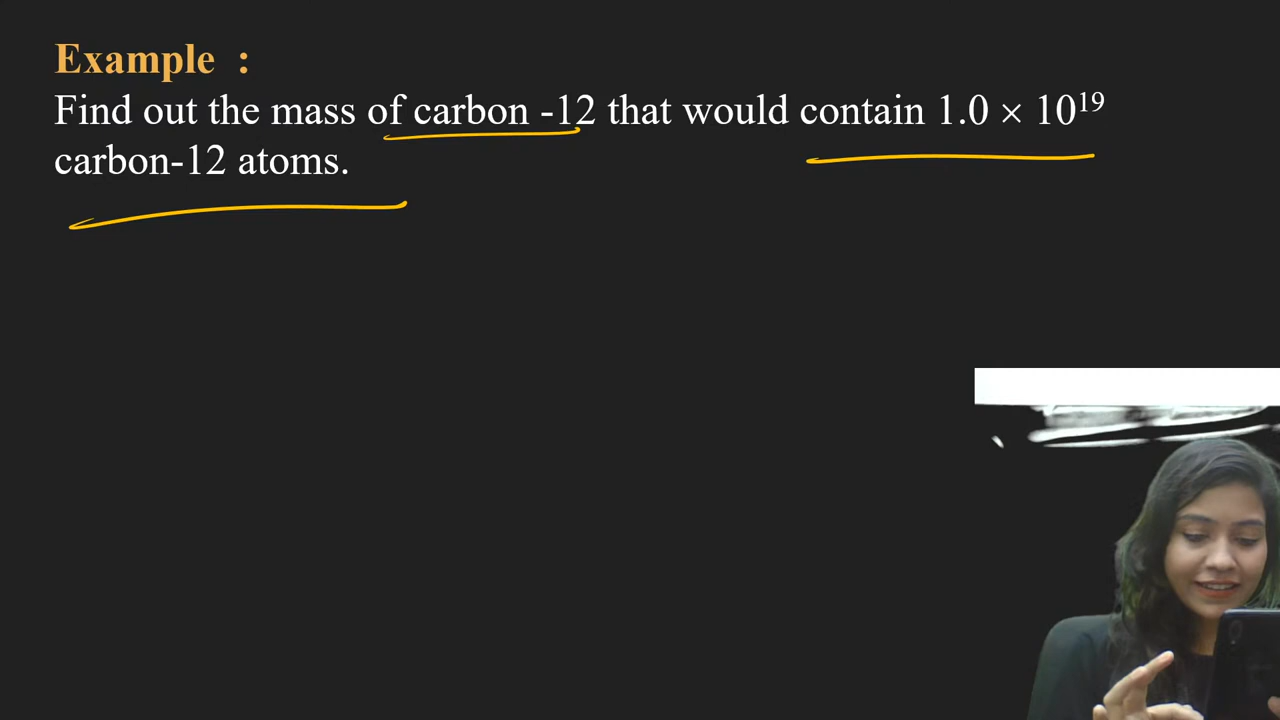 Example :
Find out the mass of carbon -12 that would contain 1.0 × 10¹⁹
carbon-12 atoms.